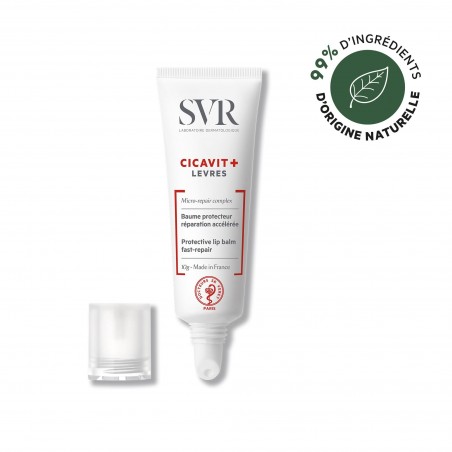 99% D'INGRÉDIENTS
D'ORIGINE NATURELLE
SVR
LABORATOIRE DERMATOLOGIQUE
CICAVIT+
LEVRES
Micro-repair complex
Baume protecteur
réparation accélérée
Protective lip balm
fast-repair
10g - Made in France
PARIS